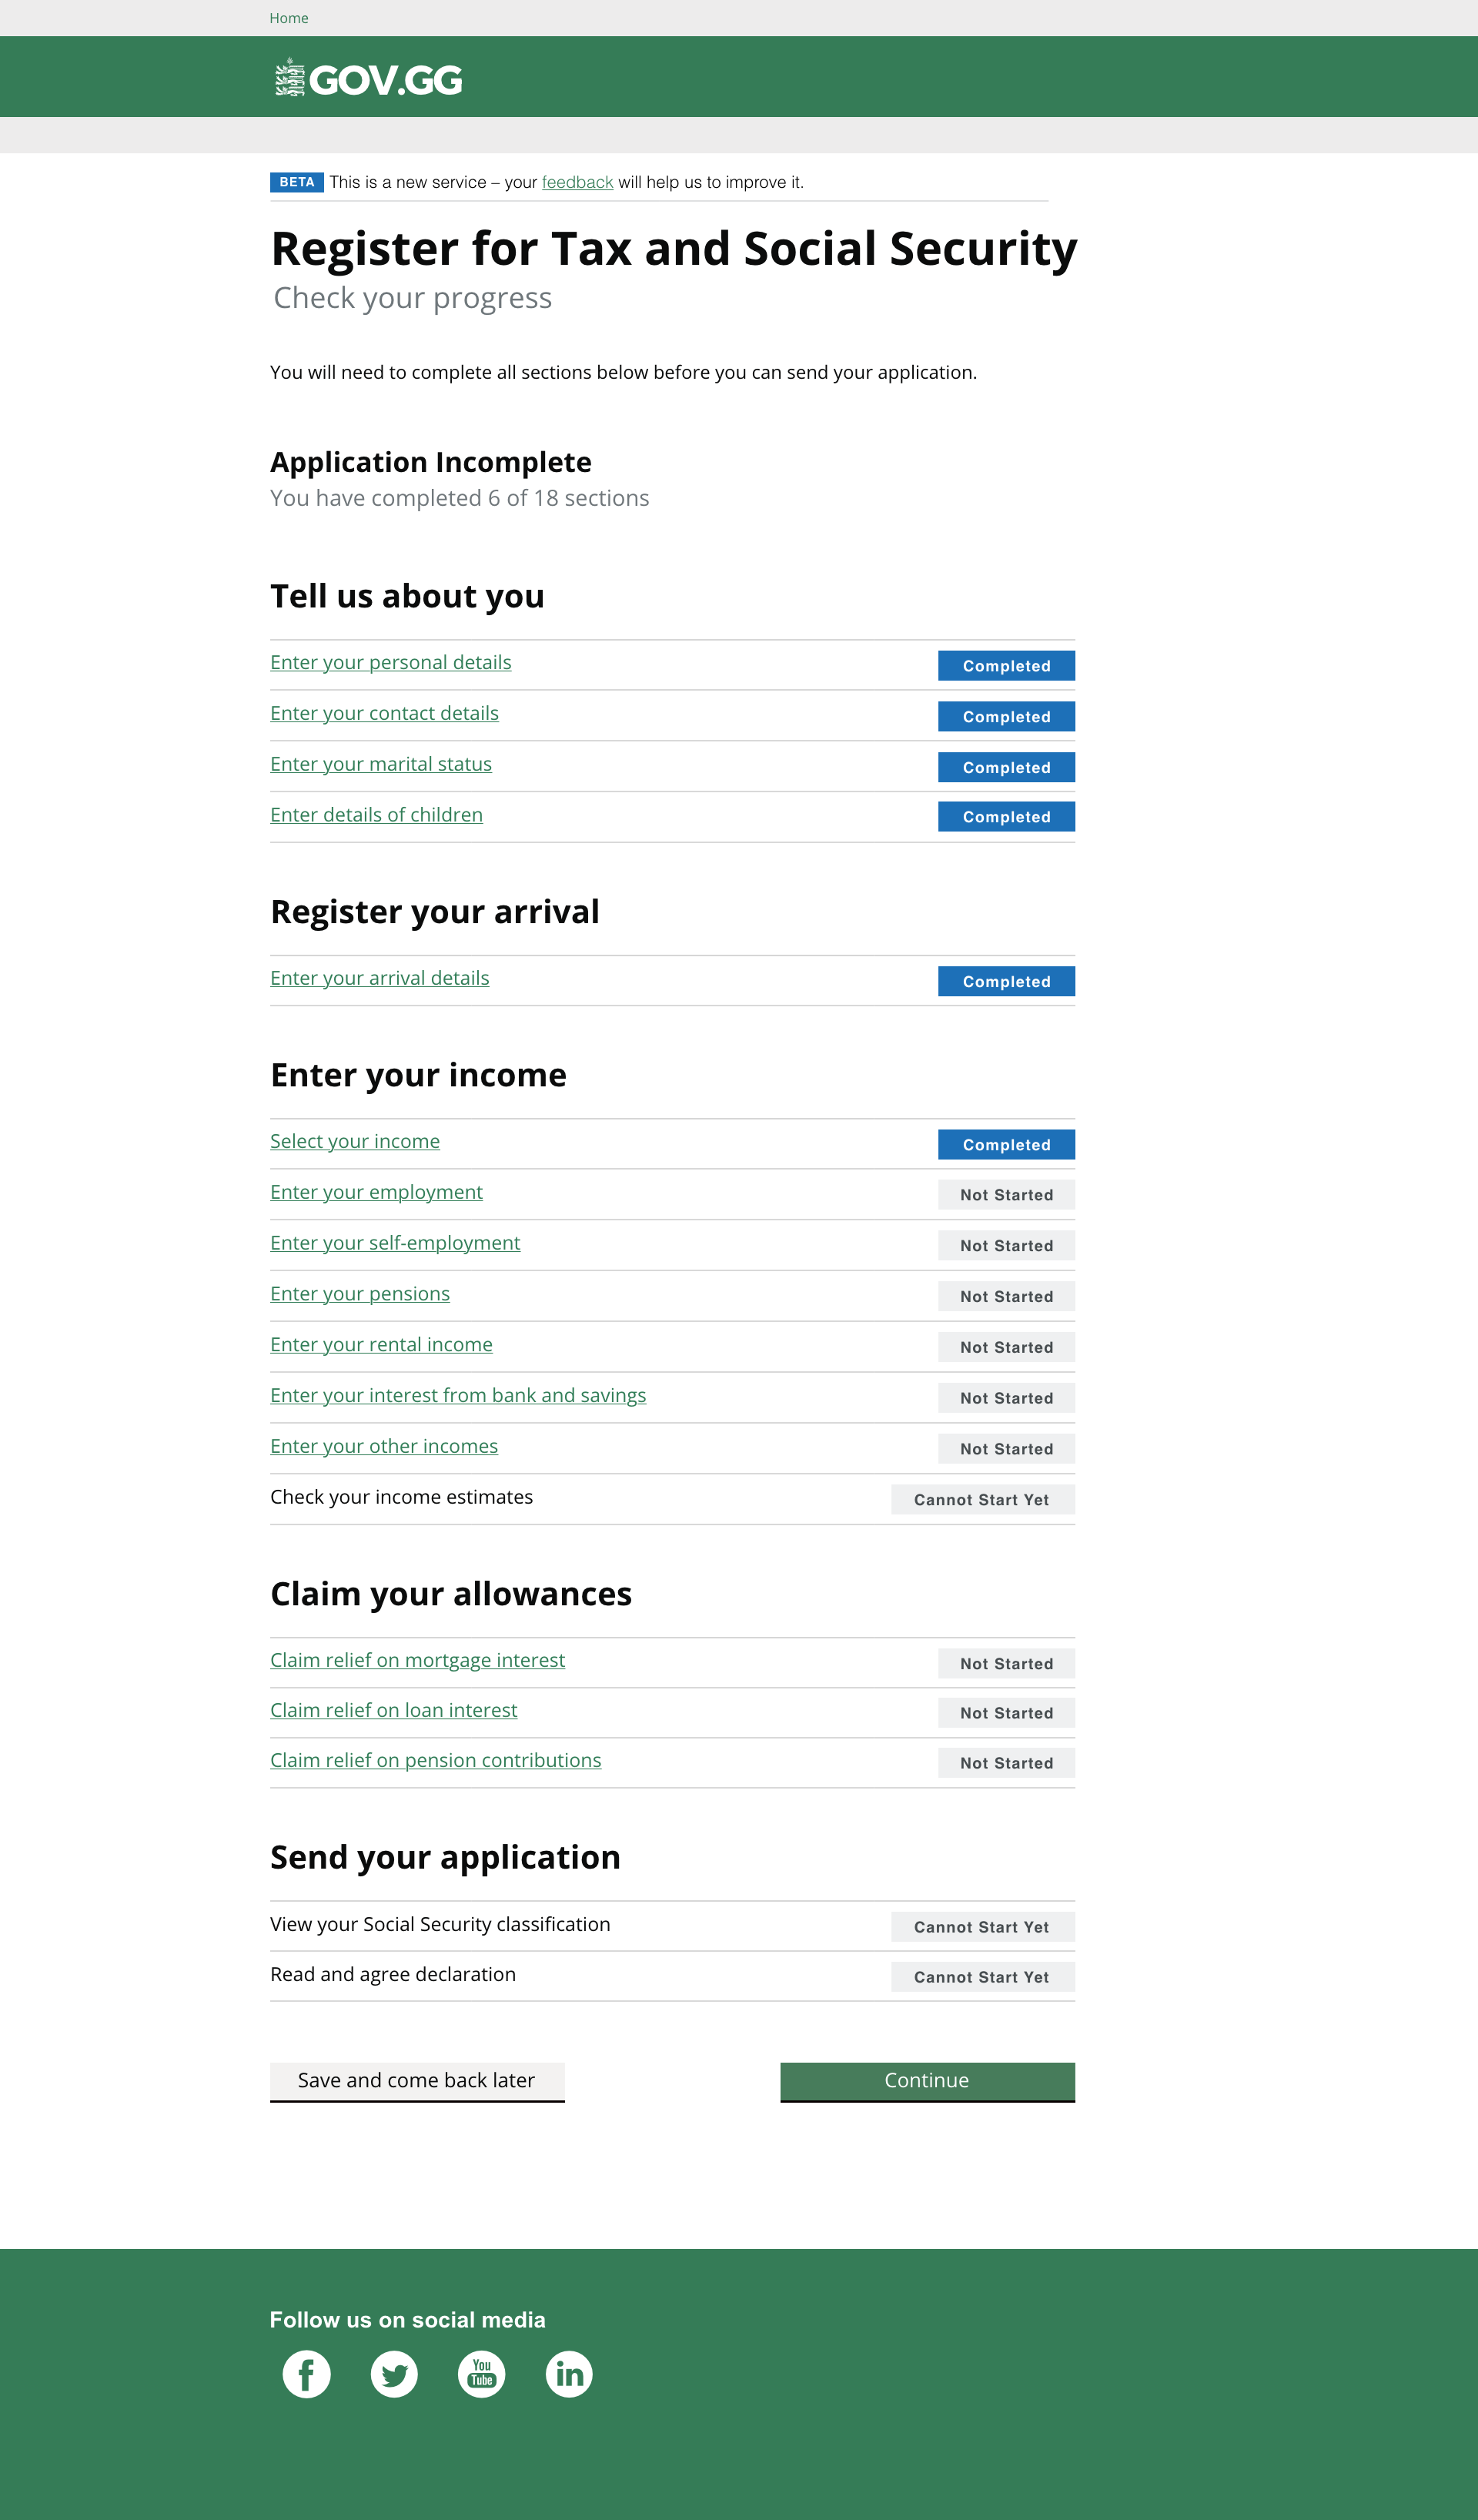 Home
GOV.GG
BETA This is a new service – your feedback will help us to improve it.
Register for Tax and Social Security
Check your progress
You will need to complete all sections below before you can send your application.
Application Incomplete
You have completed 6 of 18 sections
Tell us about you
Enter your personal details Completed
Enter your contact details Completed
Enter your marital status Completed
Enter details of children Completed
Register your arrival
Enter your arrival details Completed
Enter your income
Select your income Completed
Enter your employment Not Started
Enter your self-employment Not Started
Enter your pensions Not Started
Enter your rental income Not Started
Enter your interest from bank and savings Not Started
Enter your other incomes Not Started
Check your income estimates Cannot Start Yet
Claim your allowances
Claim relief on mortgage interest Not Started
Claim relief on loan interest Not Started
Claim relief on pension contributions Not Started
Send your application
View your Social Security classification Cannot Start Yet
Read and agree declaration Cannot Start Yet
Save and come back later Continue
Follow us on social media
You
Tube
in